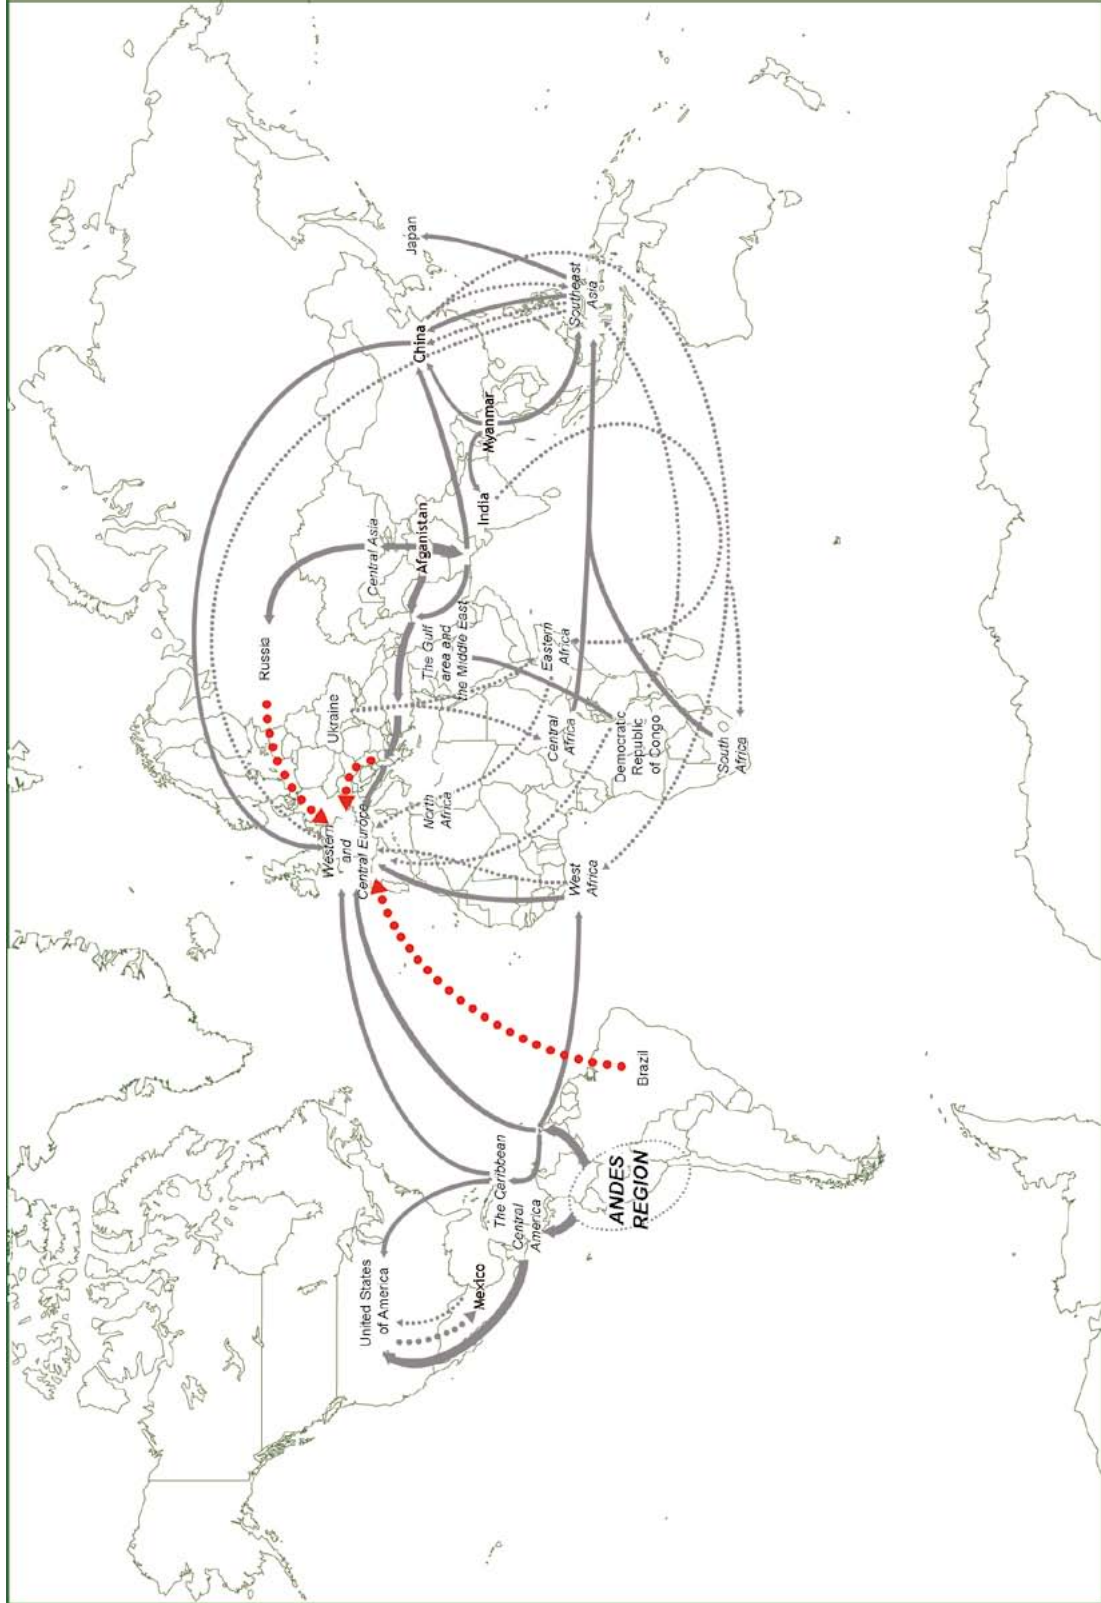 Russia
Ukraine
Western
and
Central Europe
Central Asia
Afganistan
China
Japan
United States
of America
Mexico
The Caribbean
Central
America
ANDES
REGION
Brazil
West
Africa
North
Africa
Central
Africa
Eastern
Africa
The Gulf
area and
the Middle East
India
Myanmar
Southeast
Asia
Democratic
Republic
of Congo
South
Africa